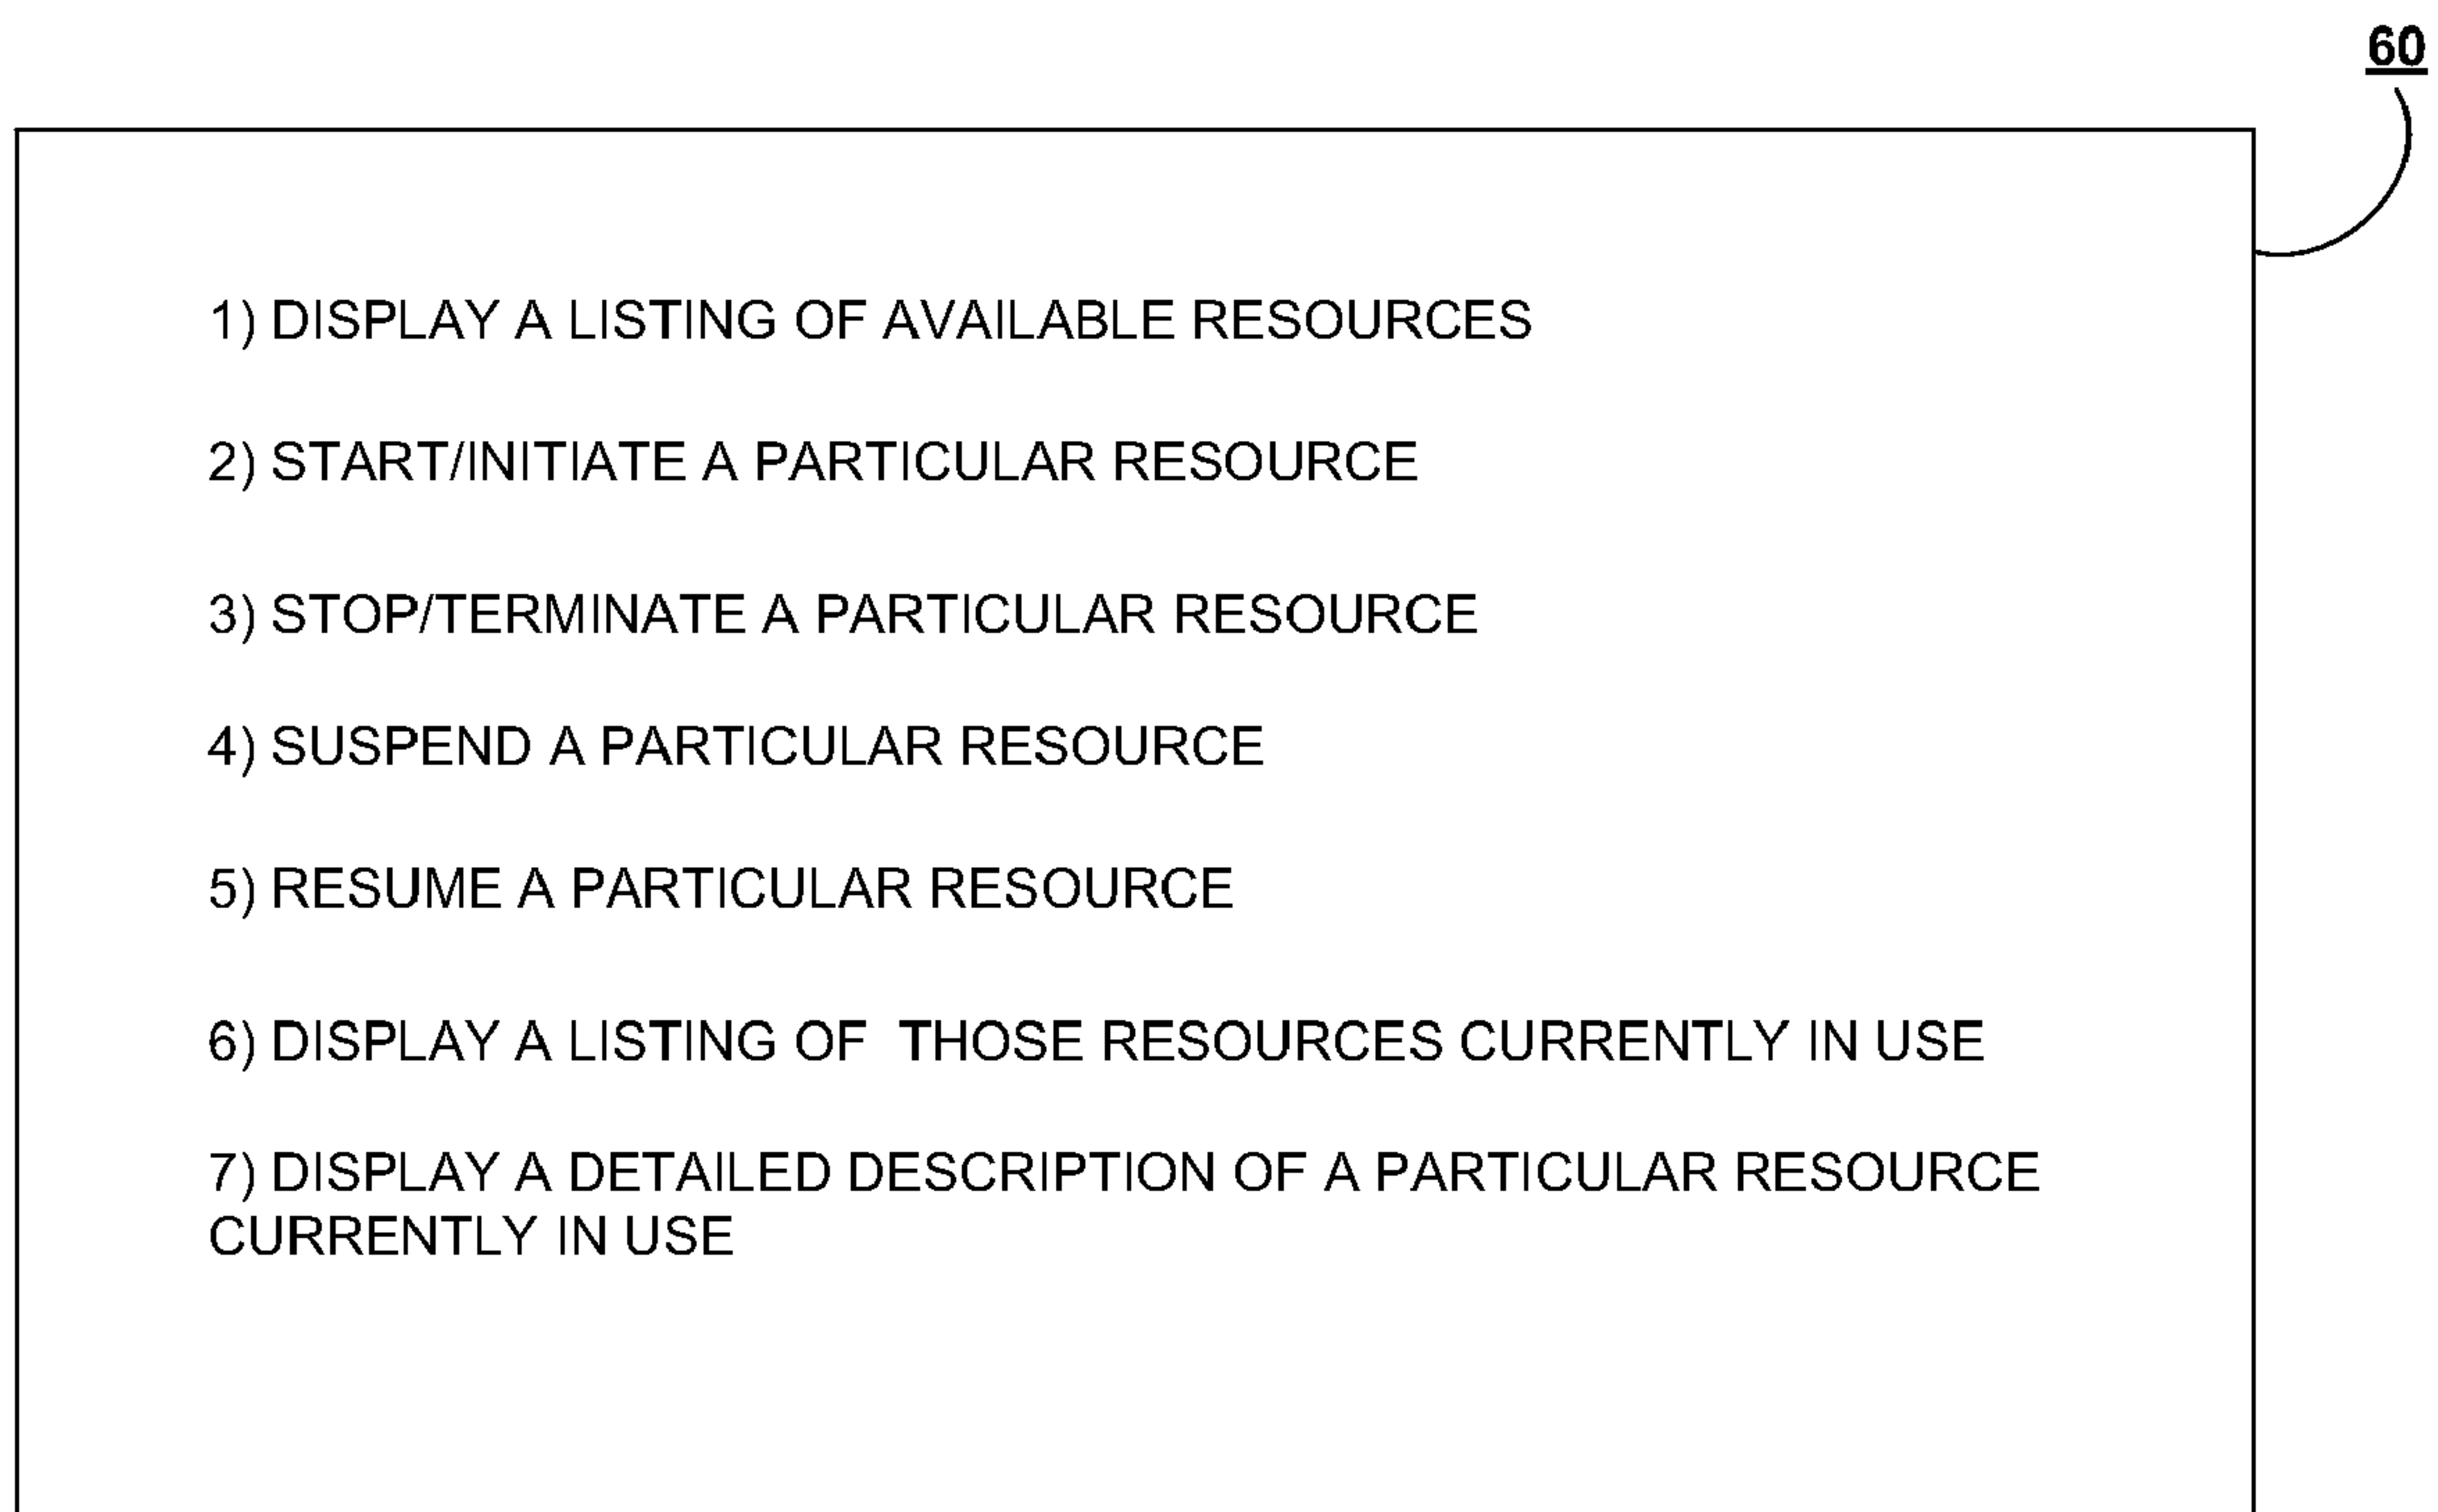 60
1) DISPLAY A LISTING OF AVAILABLE RESOURCES
2) START/INITIATE A PARTICULAR RESOURCE
3) STOP/TERMINATE A PARTICULAR RESOURCE
4) SUSPEND A PARTICULAR RESOURCE
5) RESUME A PARTICULAR RESOURCE
6) DISPLAY A LISTING OF  THOSE RESOURCES CURRENTLY IN USE
7) DISPLAY A DETAILED DESCRIPTION OF A PARTICULAR RESOURCE
CURRENTLY IN USE